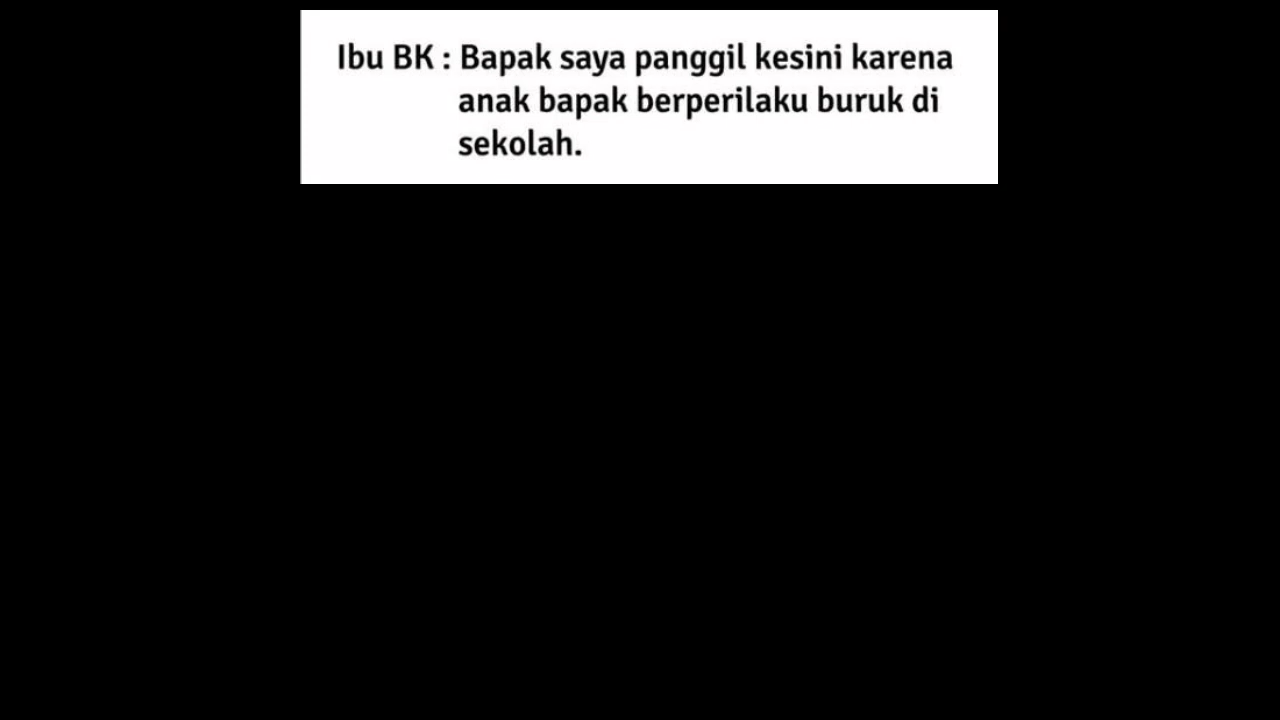 Ibu BK : Bapak saya panggil kesini karena
anak bapak berperilaku buruk di
sekolah.